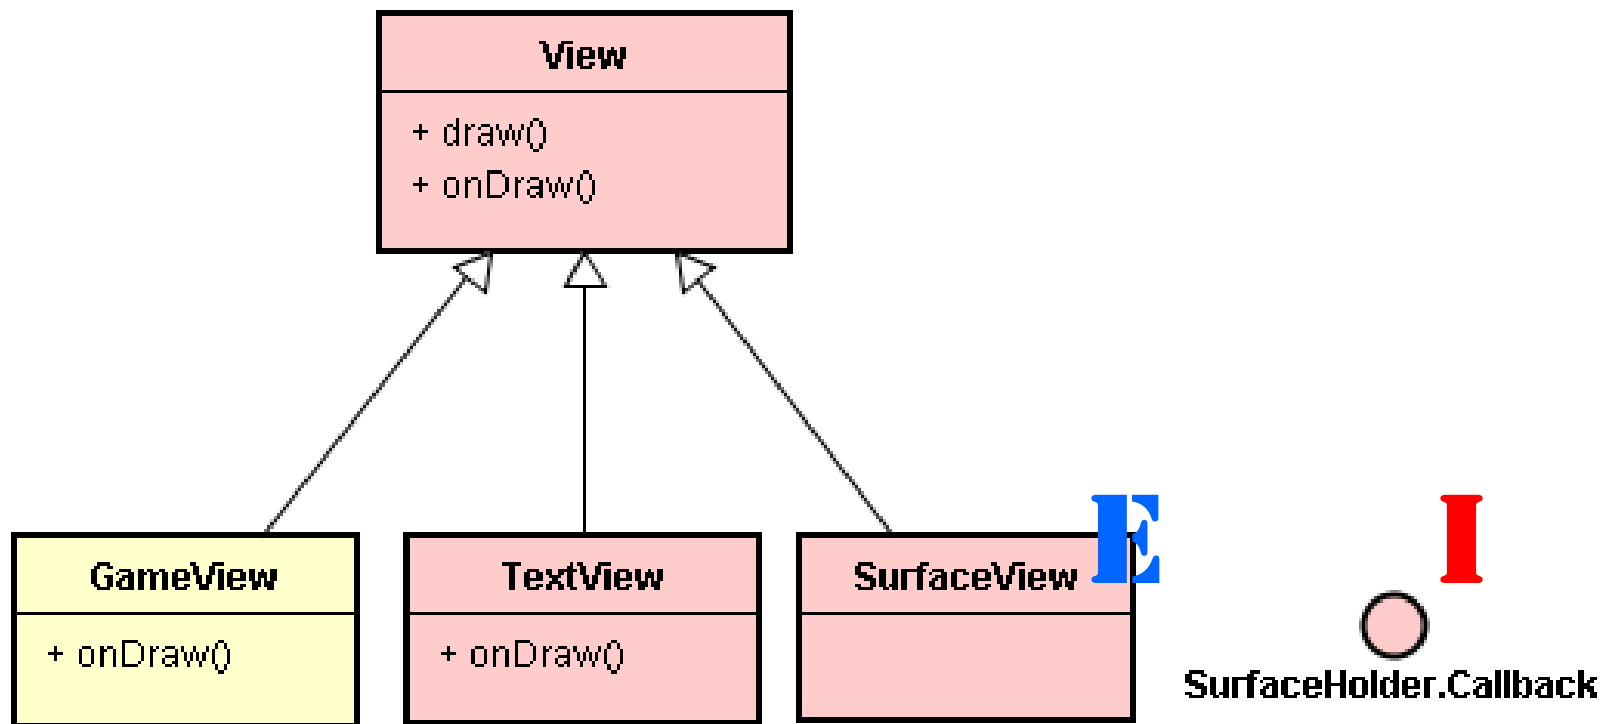 View
+ draw()
+ onDraw()
E
I
GameView
TextView
SurfaceView
+ onDraw()
+ onDraw()
SurfaceHolder.Callback